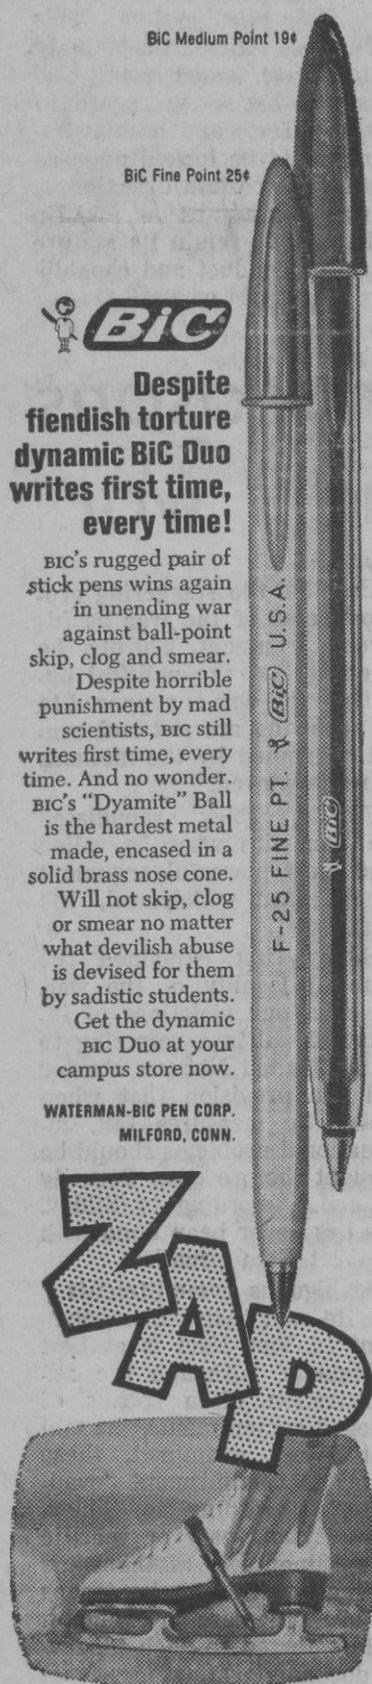 BiC Medium Point 19¢
BiC Fine Point 25¢
BiC
Despite
fiendish torture
dynamic BiC Duo
writes first time,
every time!
BIC's rugged pair of
stick pens wins again
in unending war
against ball-point
skip, clog and smear.
Despite horrible
punishment by mad
scientists, BIC still
writes first time, every
time. And no wonder.
BIC's "Dyamite" Ball
is the hardest metal
made, encased in a
solid brass nose cone.
Will not skip, clog
or smear no matter
what devilish abuse
is devised for them
by sadistic students.
Get the dynamic
BIC Duo at your
campus store now.
WATERMAN-BIC PEN CORP.
MILFORD, CONN.
F-25 FINE PT. BiC U.S.A.
BiC
ZAP